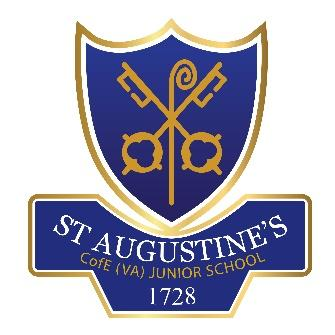 ST AUGUSTINE'S
CofE (VA) JUNIOR SCHOOL
1728